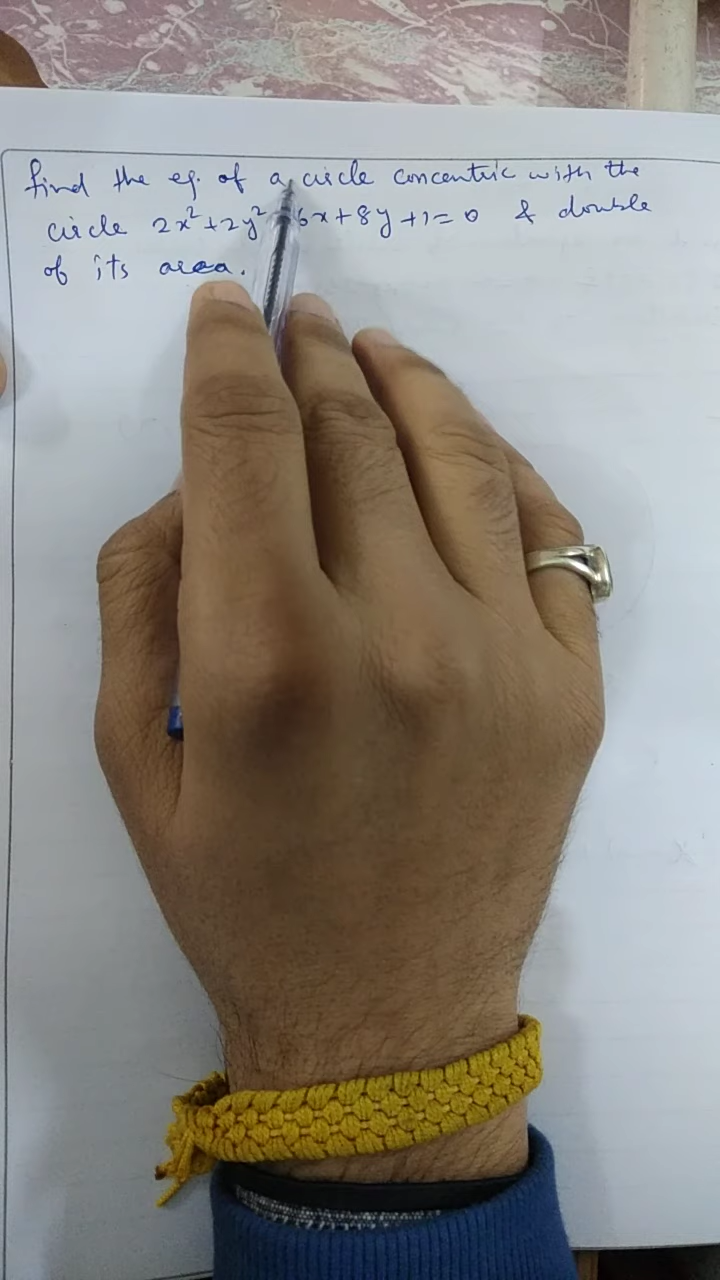 find the eq. of a circle concentric with the
circle 2x²+2y² 6x+8y+1=0 & double
of its area.